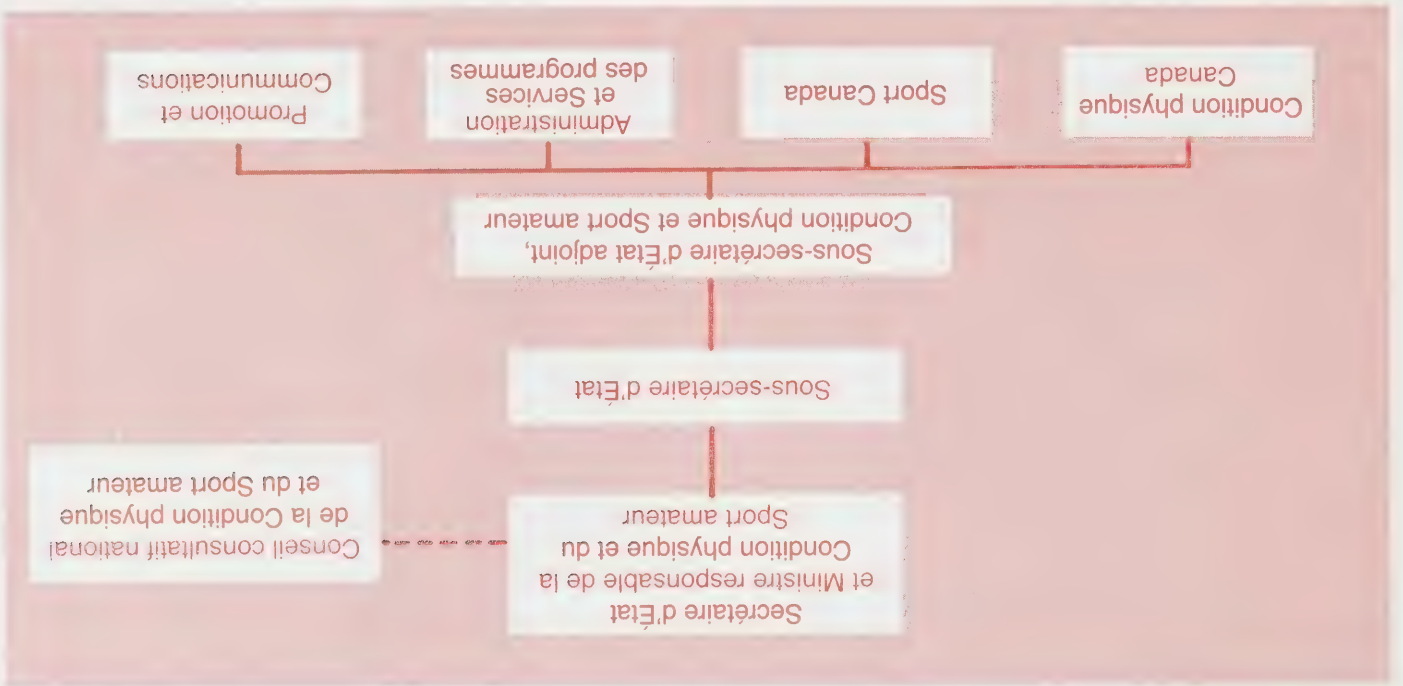 Secrétaire d'État
et Ministre responsable de la
Condition physique et du
Sport amateur
Conseil consultatif national
de la Condition physique
et du Sport amateur
Sous-secrétaire d'État
Sous-secrétaire d'État adjoint,
Condition physique et Sport amateur
Condition physique
Canada
Sport Canada
Administration
et Services
des programmes
Promotion et
Communications